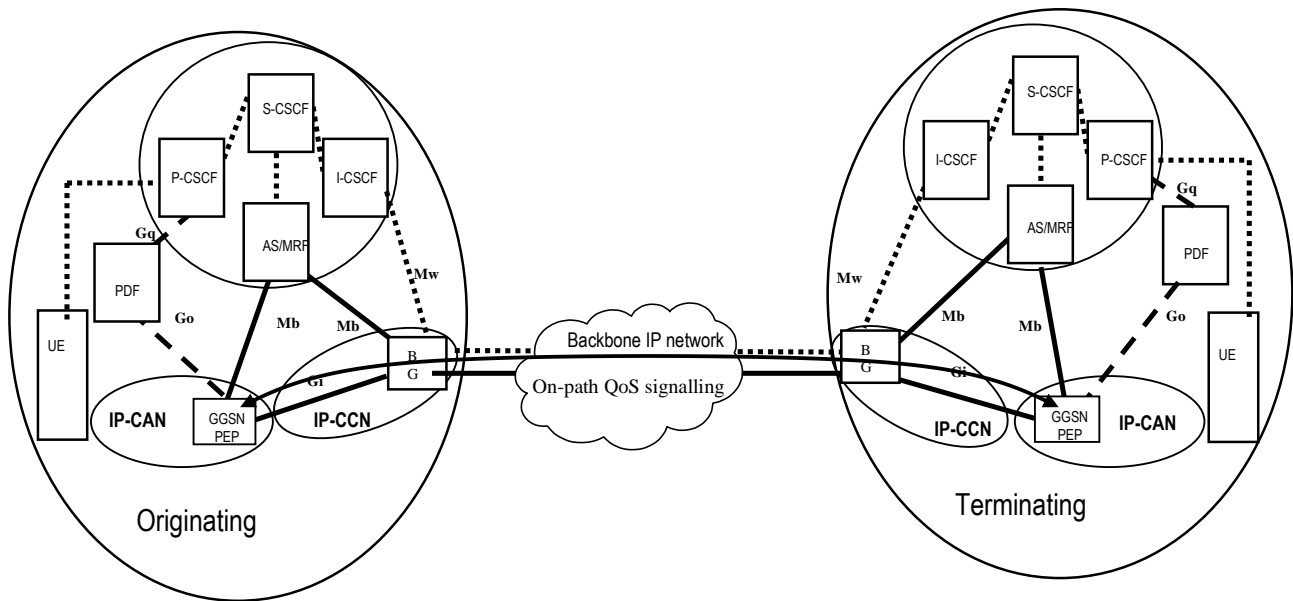 S-CSCF
P-CSCF
I-CSCF
Gq
AS/MRF
PDF
Mw
Go
Mb
Mb
UE
B
G
Gi
IP-CAN
GGSN
PEP
IP-CCN
Originating
Backbone IP network
On-path QoS signalling
S-CSCF
I-CSCF
P-CSCF
Gq
AS/MRF
PDF
Mw
Mb
Mb
Go
UE
B
G
Gi
IP-CCN
GGSN
PEP
IP-CAN
Terminating